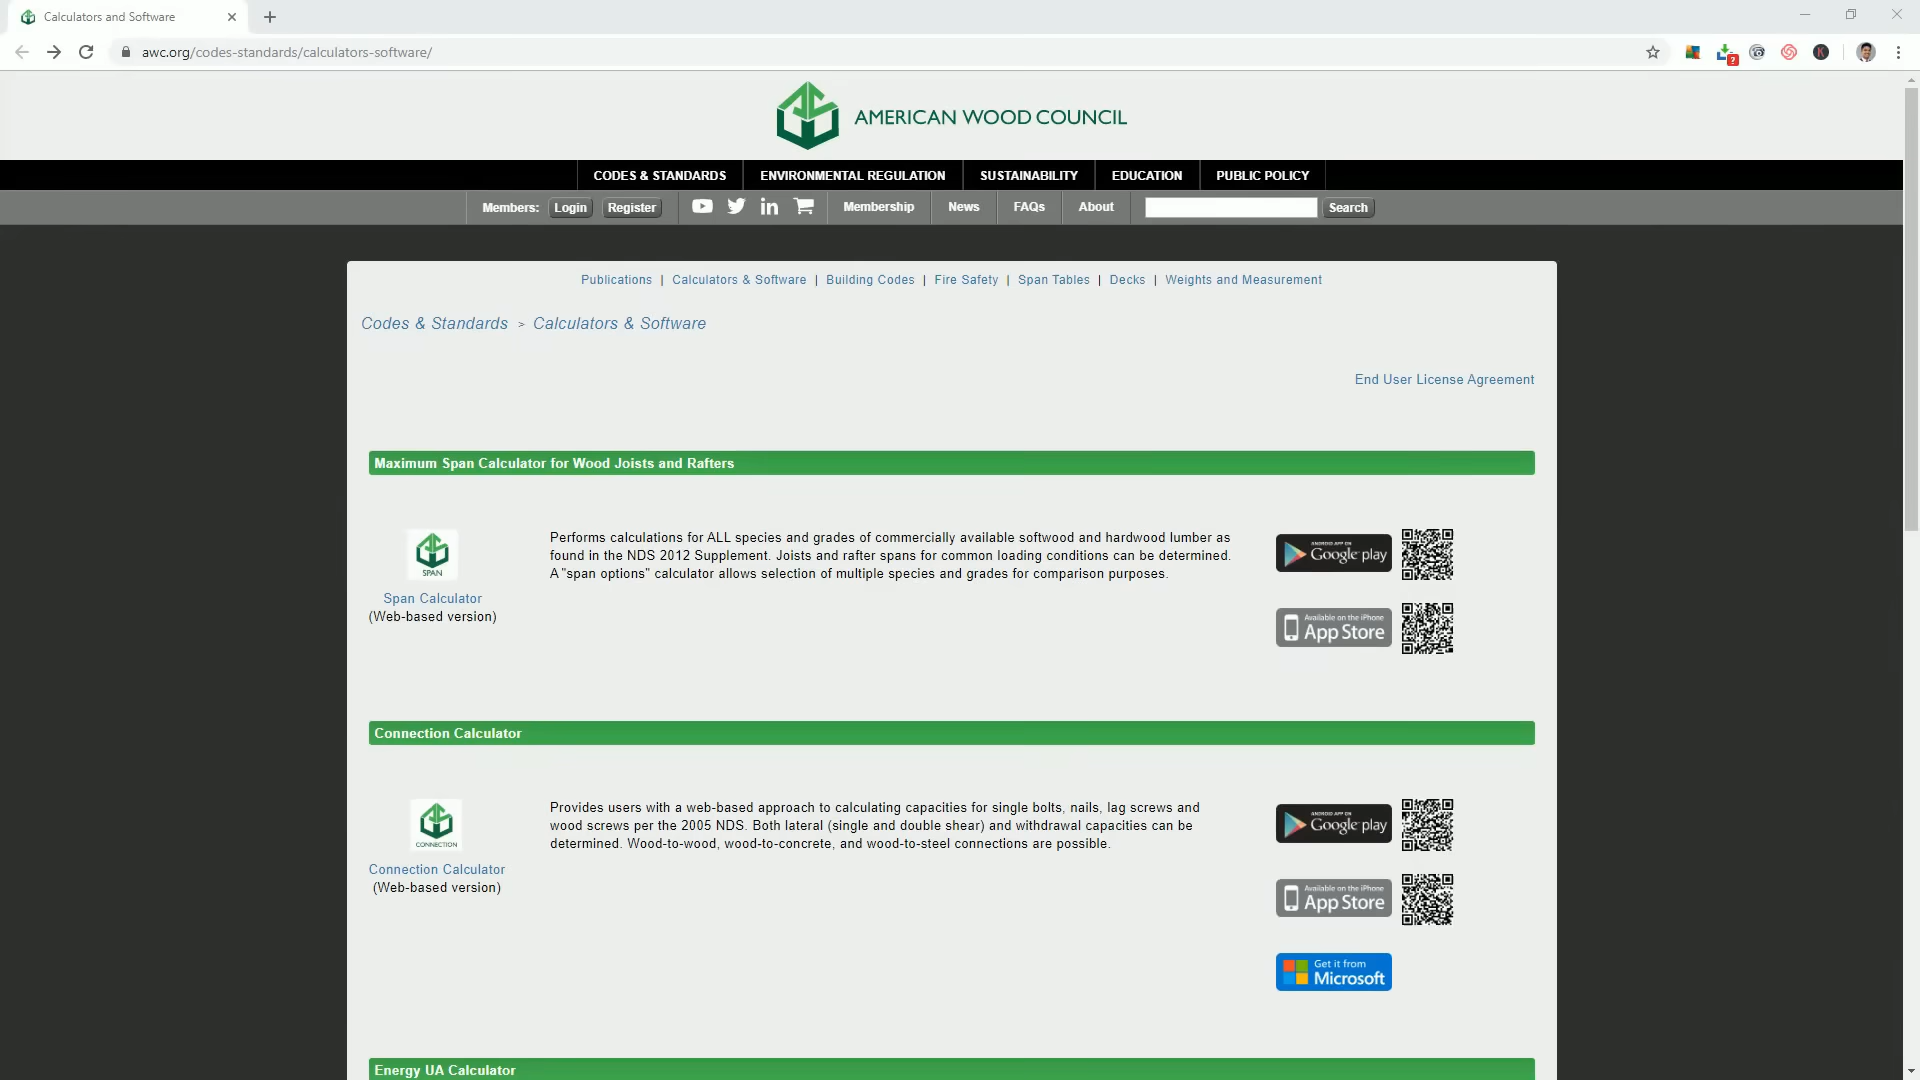 Calculators and Software
awc.org/codes-standards/calculators-software/
AMERICAN WOOD COUNCIL
CODES & STANDARDS ENVIRONMENTAL REGULATION SUSTAINABILITY EDUCATION PUBLIC POLICY
Members: Login Register Membership News FAQs About Search
Publications | Calculators & Software | Building Codes | Fire Safety | Span Tables | Decks | Weights and Measurement
Codes & Standards > Calculators & Software
End User License Agreement
Maximum Span Calculator for Wood Joists and Rafters
SPAN
Span Calculator
(Web-based version)
Performs calculations for ALL species and grades of commercially available softwood and hardwood lumber as
found in the NDS 2012 Supplement. Joists and rafter spans for common loading conditions can be determined.
A "span options" calculator allows selection of multiple species and grades for comparison purposes.
ANDROID APP ON
Google play
Available on the iPhone
App Store
Connection Calculator
CONNECTION
Connection Calculator
(Web-based version)
Provides users with a web-based approach to calculating capacities for single bolts, nails, lag screws and
wood screws per the 2005 NDS. Both lateral (single and double shear) and withdrawal capacities can be
determined. Wood-to-wood, wood-to-concrete, and wood-to-steel connections are possible.
ANDROID APP ON
Google play
Available on the iPhone
App Store
Get it from
Microsoft
Energy UA Calculator